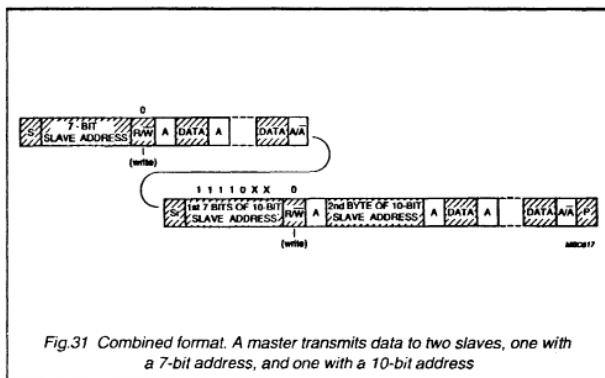 0
S 7 - BIT SLAVE ADDRESS R/W̅ A DATA A DATA A/A̅
(write)
1 1 1 1 0 X X 0
Sr 1st 7 BITS OF 10-BIT SLAVE ADDRESS R/W̅ A 2nd BYTE OF 10-BIT SLAVE ADDRESS A DATA A DATA A/A̅ P
(write)
MBC617
Fig.31 Combined format. A master transmits data to two slaves, one with
a 7-bit address, and one with a 10-bit address